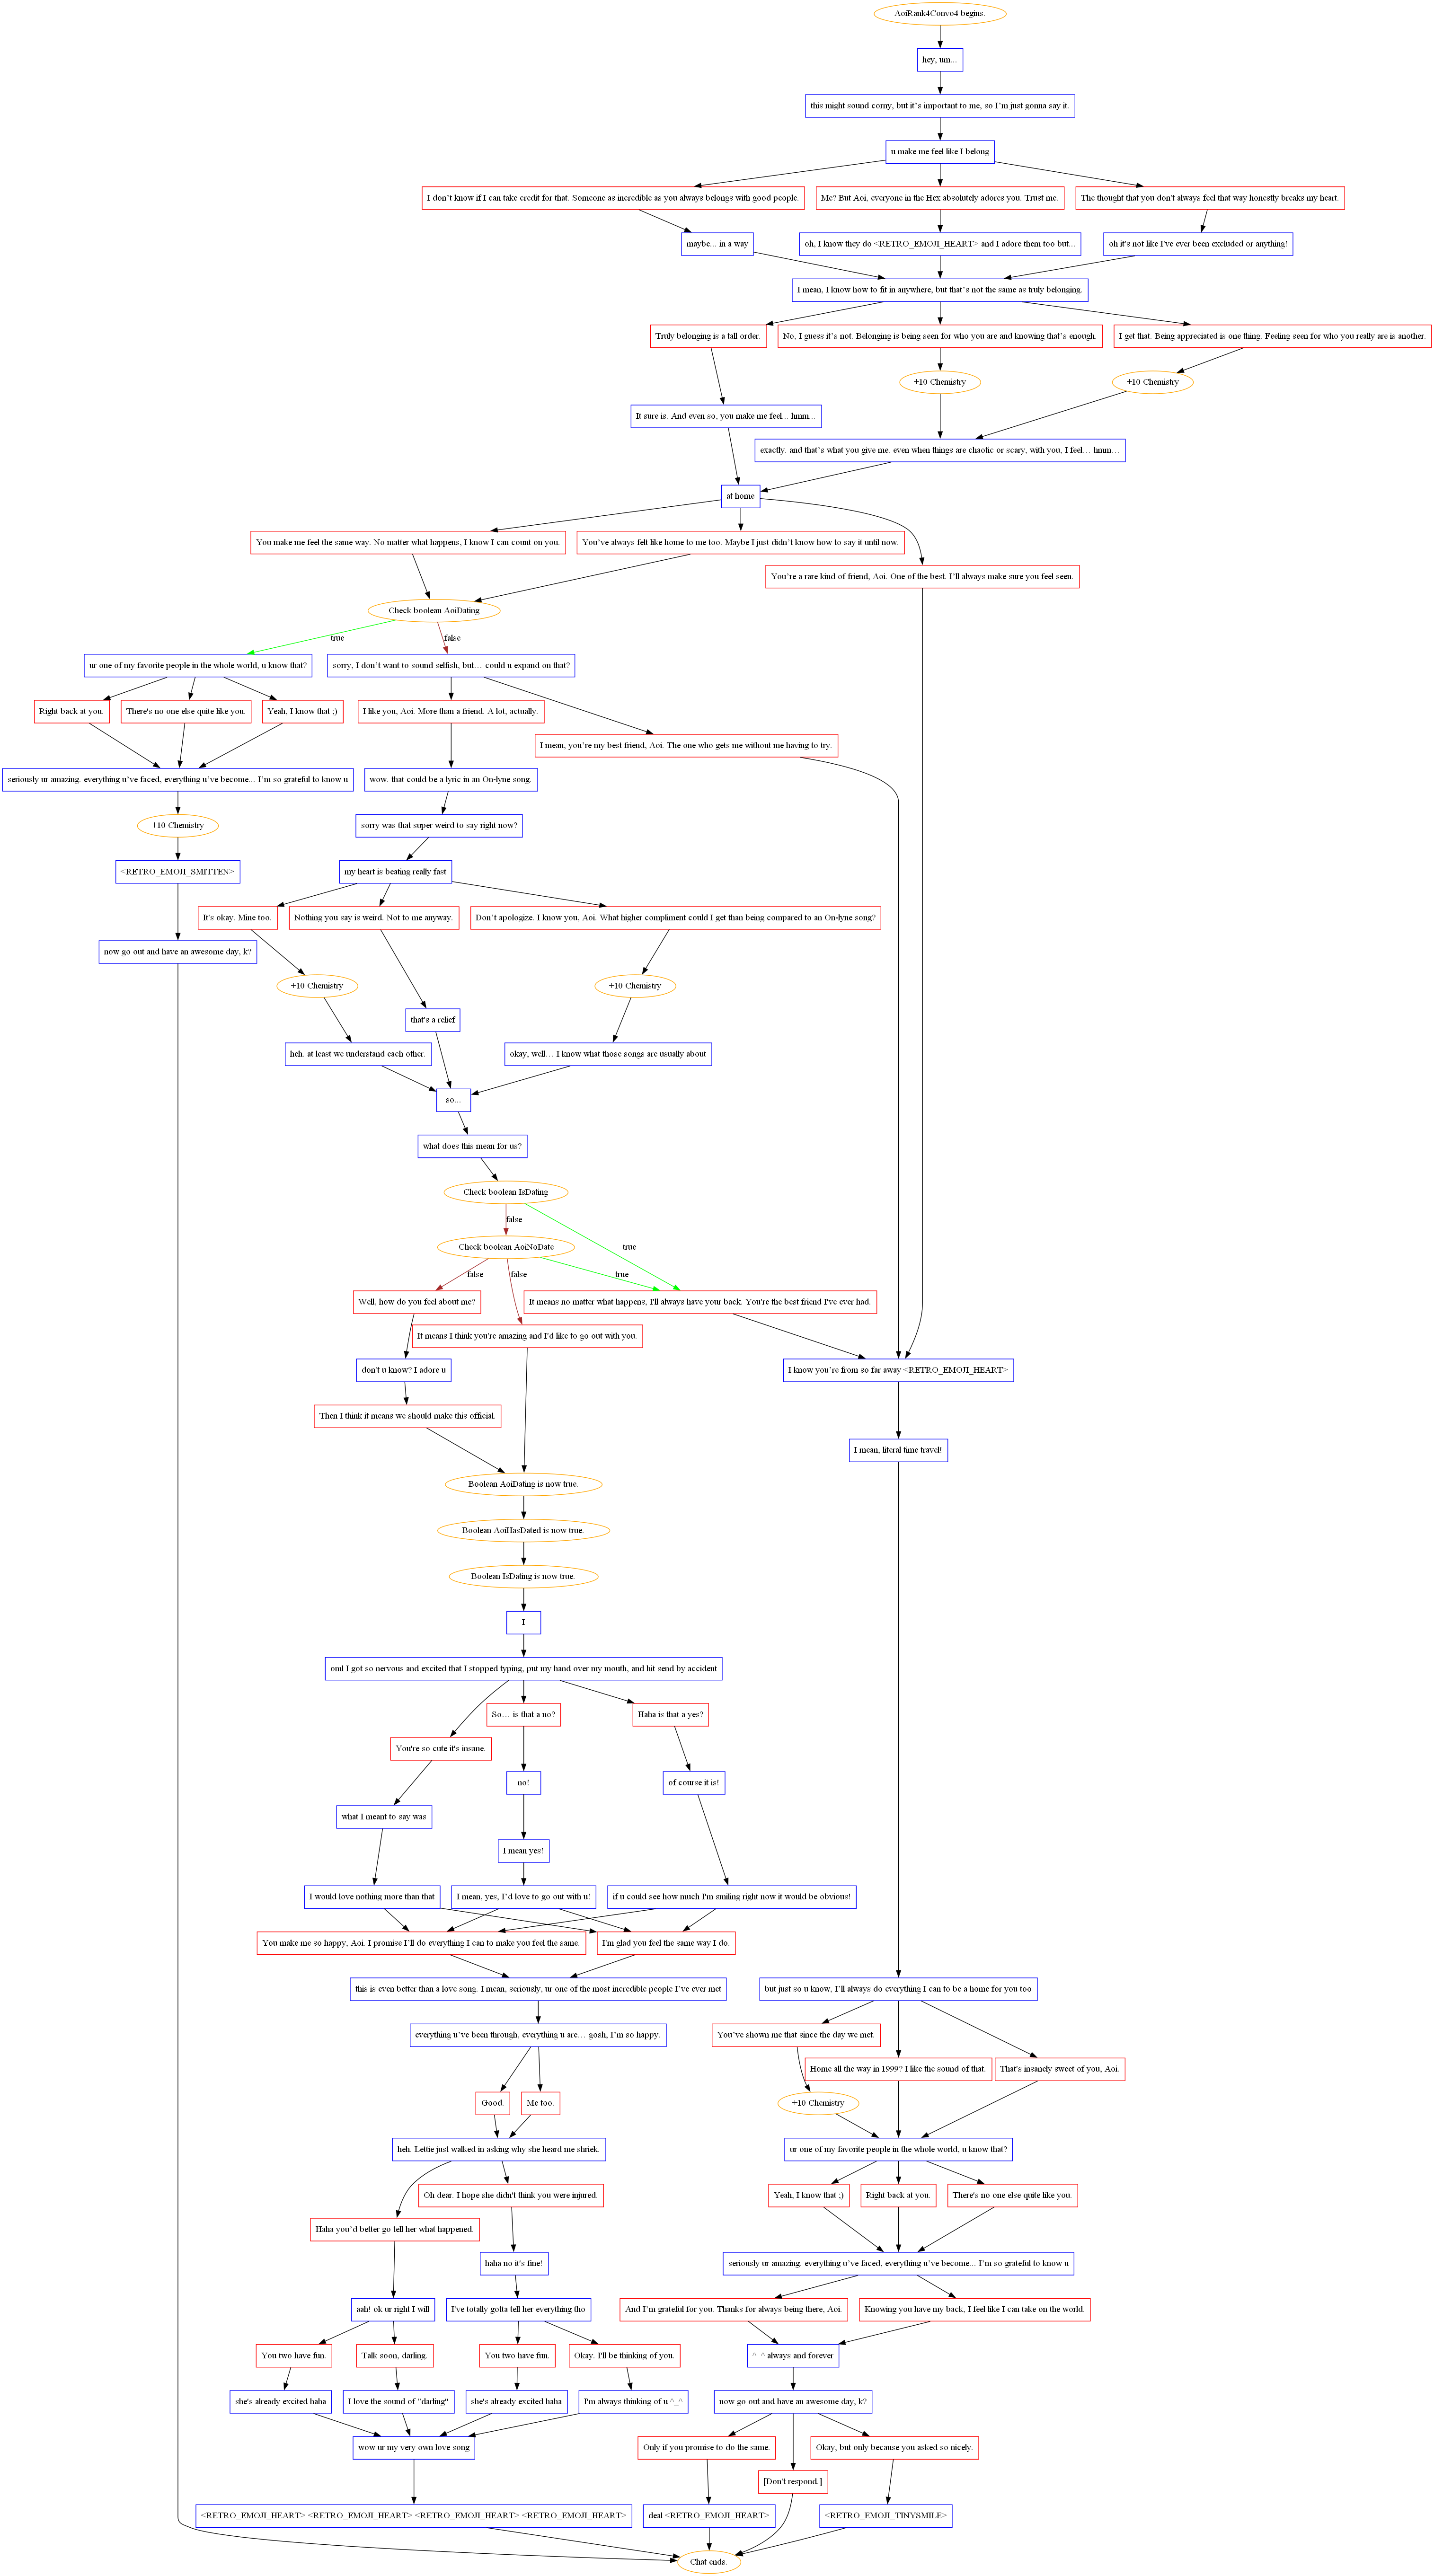 AoiRank4Convo4 begins.
hey, um...
this might sound corny, but it's important to me, so I'm just gonna say it.
u make me feel like I belong
I don't know if I can take credit for that. Someone as incredible as you always belongs with good people.
Me? But Aoi, everyone in the Hex absolutely adores you. Trust me.
The thought that you don't always feel that way honestly breaks my heart.
maybe... in a way
oh, I know they do <RETRO_EMOJI_HEART> and I adore them too but...
oh it's not like I've ever been excluded or anything!
I mean, I know how to fit in anywhere, but that's not the same as truly belonging.
Truly belonging is a tall order.
No, I guess it's not. Belonging is being seen for who you are and knowing that's enough.
I get that. Being appreciated is one thing. Feeling seen for who you really are is another.
+10 Chemistry
+10 Chemistry
It sure is. And even so, you make me feel... hmm...
exactly. and that's what you give me. even when things are chaotic or scary, with you, I feel… hmm…
at home
You make me feel the same way. No matter what happens, I know I can count on you.
You've always felt like home to me too. Maybe I just didn't know how to say it until now.
You're a rare kind of friend, Aoi. One of the best. I'll always make sure you feel seen.
Check boolean AoiDating
true
false
ur one of my favorite people in the whole world, u know that?
sorry, I don't want to sound selfish, but… could u expand on that?
Right back at you.
There's no one else quite like you.
Yeah, I know that ;)
I like you, Aoi. More than a friend. A lot, actually.
I mean, you're my best friend, Aoi. The one who gets me without me having to try.
seriously ur amazing. everything u've faced, everything u've become... I'm so grateful to know u
wow. that could be a lyric in an On-lyne song.
+10 Chemistry
sorry was that super weird to say right now?
<RETRO_EMOJI_SMITTEN>
my heart is beating really fast
It's okay. Mine too.
Nothing you say is weird. Not to me anyway.
Don't apologize. I know you, Aoi. What higher compliment could I get than being compared to an On-lyne song?
now go out and have an awesome day, k?
+10 Chemistry
+10 Chemistry
that's a relief
heh. at least we understand each other.
okay, well… I know what those songs are usually about
so...
what does this mean for us?
Check boolean IsDating
false
true
Check boolean AoiNoDate
false
false
true
Well, how do you feel about me?
It means no matter what happens, I'll always have your back. You're the best friend I've ever had.
It means I think you're amazing and I'd like to go out with you.
don't u know? I adore u
I know you're from so far away <RETRO_EMOJI_HEART>
Then I think it means we should make this official.
I mean, literal time travel!
Boolean AoiDating is now true.
Boolean AoiHasDated is now true.
Boolean IsDating is now true.
I
oml I got so nervous and excited that I stopped typing, put my hand over my mouth, and hit send by accident
So… is that a no?
Haha is that a yes?
You're so cute it's insane.
no!
of course it is!
what I meant to say was
I mean yes!
I would love nothing more than that
I mean, yes, I'd love to go out with u!
if u could see how much I'm smiling right now it would be obvious!
You make me so happy, Aoi. I promise I'll do everything I can to make you feel the same.
I'm glad you feel the same way I do.
this is even better than a love song. I mean, seriously, ur one of the most incredible people I've ever met
but just so u know, I'll always do everything I can to be a home for you too
everything u've been through, everything u are… gosh, I'm so happy.
You've shown me that since the day we met.
Home all the way in 1999? I like the sound of that.
That's insanely sweet of you, Aoi.
Good.
Me too.
+10 Chemistry
heh. Lettie just walked in asking why she heard me shriek.
ur one of my favorite people in the whole world, u know that?
Oh dear. I hope she didn't think you were injured.
Yeah, I know that ;)
Right back at you.
There's no one else quite like you.
Haha you'd better go tell her what happened.
haha no it's fine!
seriously ur amazing. everything u've faced, everything u've become... I'm so grateful to know u
aah! ok ur right I will
I've totally gotta tell her everything tho
And I'm grateful for you. Thanks for always being there, Aoi.
Knowing you have my back, I feel like I can take on the world.
You two have fun.
Talk soon, darling.
You two have fun.
Okay. I'll be thinking of you.
^_^ always and forever
she's already excited haha
I love the sound of "darling"
she's already excited haha
I'm always thinking of u ^_^
now go out and have an awesome day, k?
wow ur my very own love song
Only if you promise to do the same.
Okay, but only because you asked so nicely.
[Don't respond.]
<RETRO_EMOJI_HEART> <RETRO_EMOJI_HEART> <RETRO_EMOJI_HEART> <RETRO_EMOJI_HEART>
deal <RETRO_EMOJI_HEART>
<RETRO_EMOJI_TINYSMILE>
Chat ends.